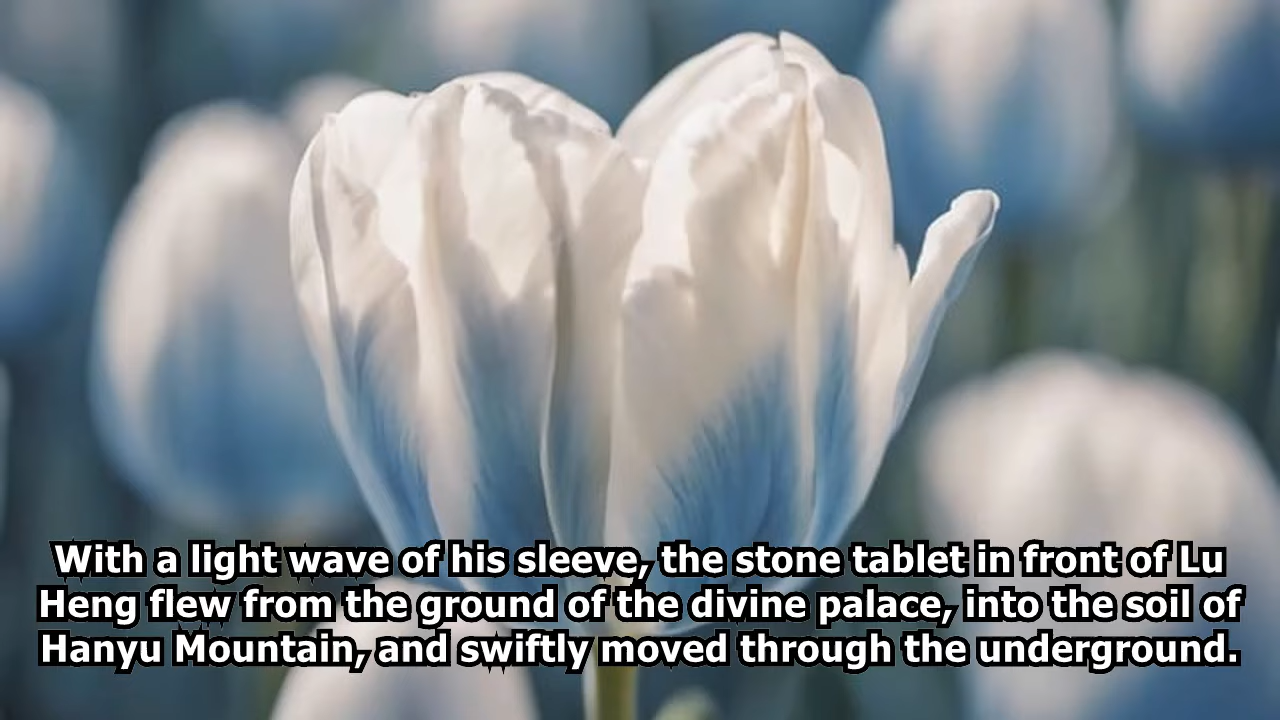 With a light wave of his sleeve, the stone tablet in front of Lu
Heng flew from the ground of the divine palace, into the soil of
Hanyu Mountain, and swiftly moved through the underground.